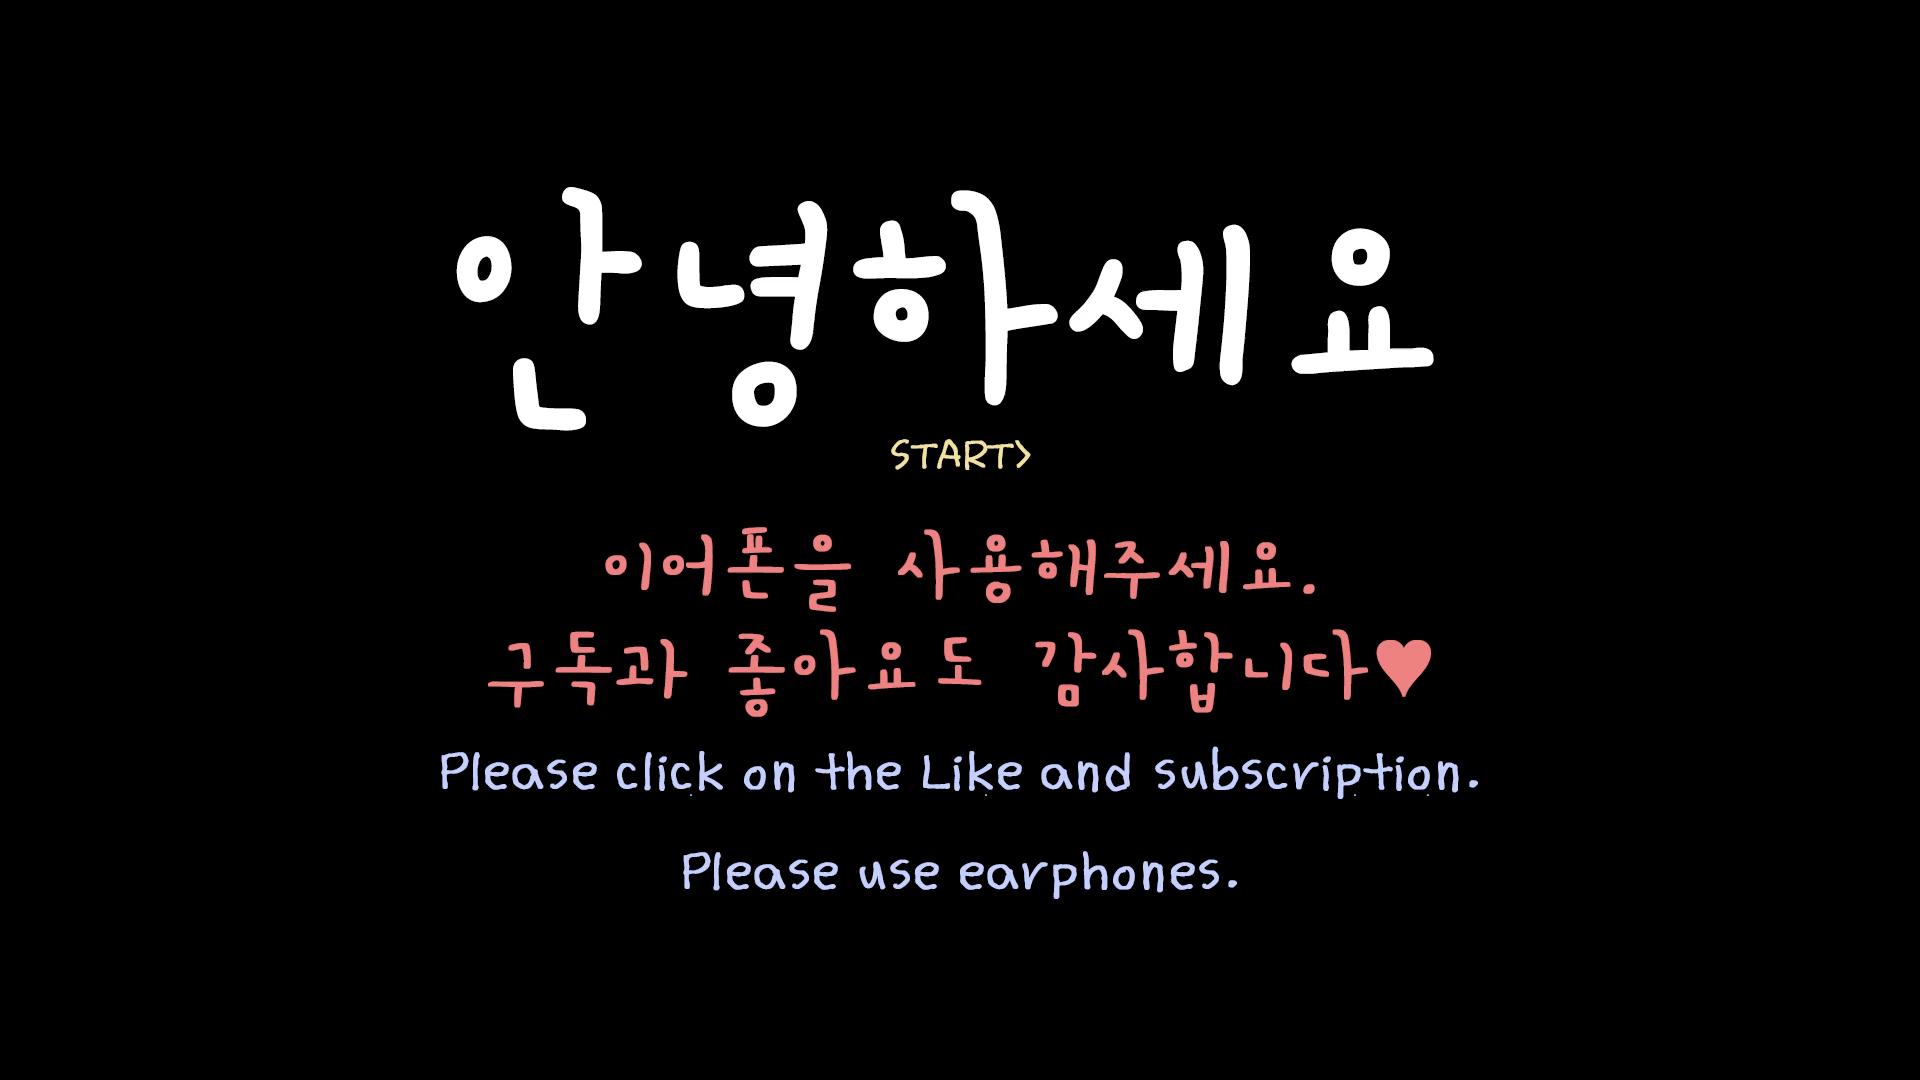 안녕하세요
START>
이어폰을 사용해주세요.
구독과 좋아요도 감사합니다♥
Please click on the Like and subscription.
Please use earphones.